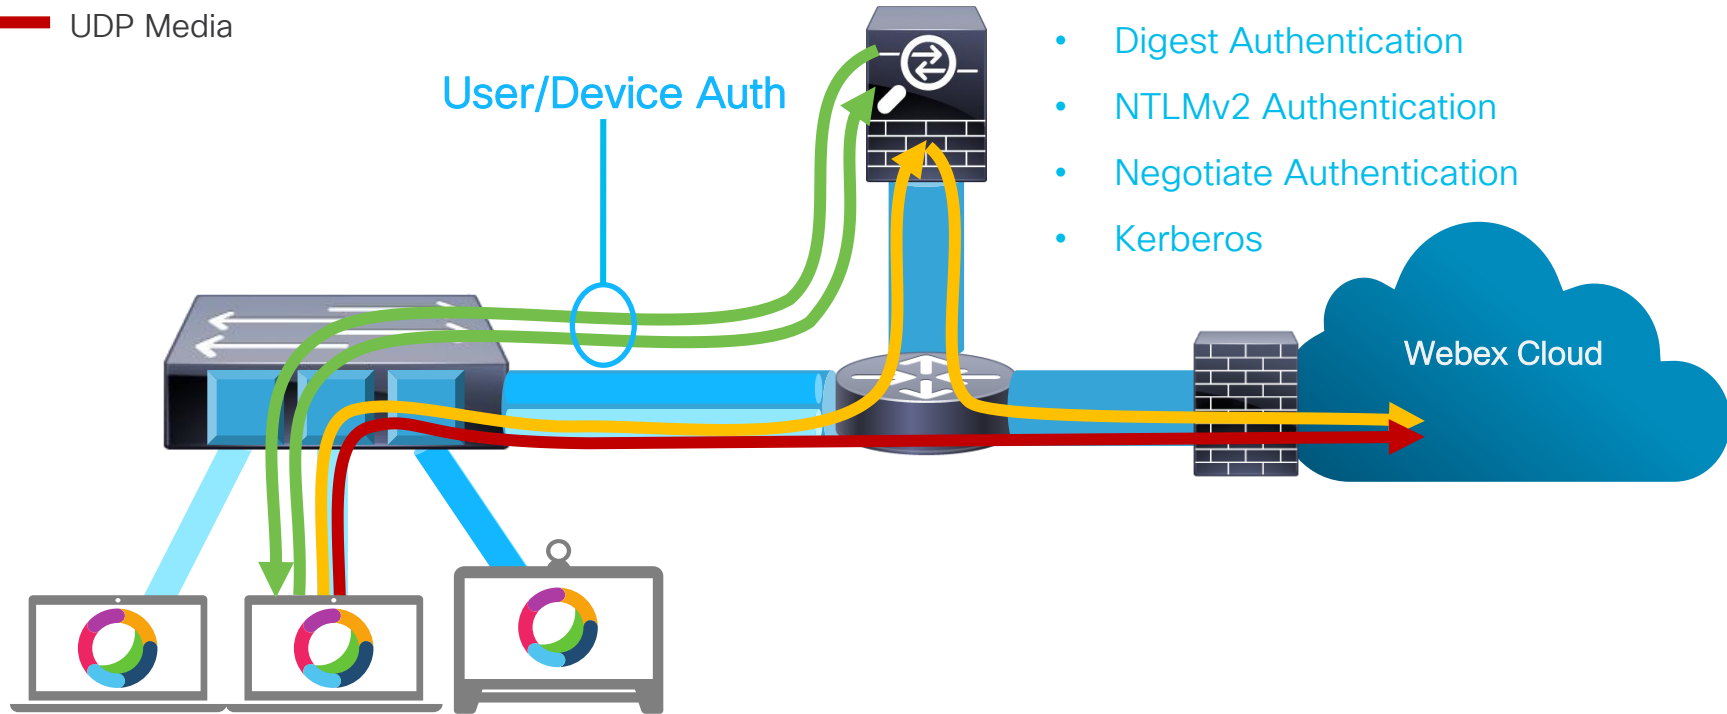 UDP Media
User/Device Auth
• Digest Authentication
• NTLMv2 Authentication
• Negotiate Authentication
• Kerberos
Webex Cloud